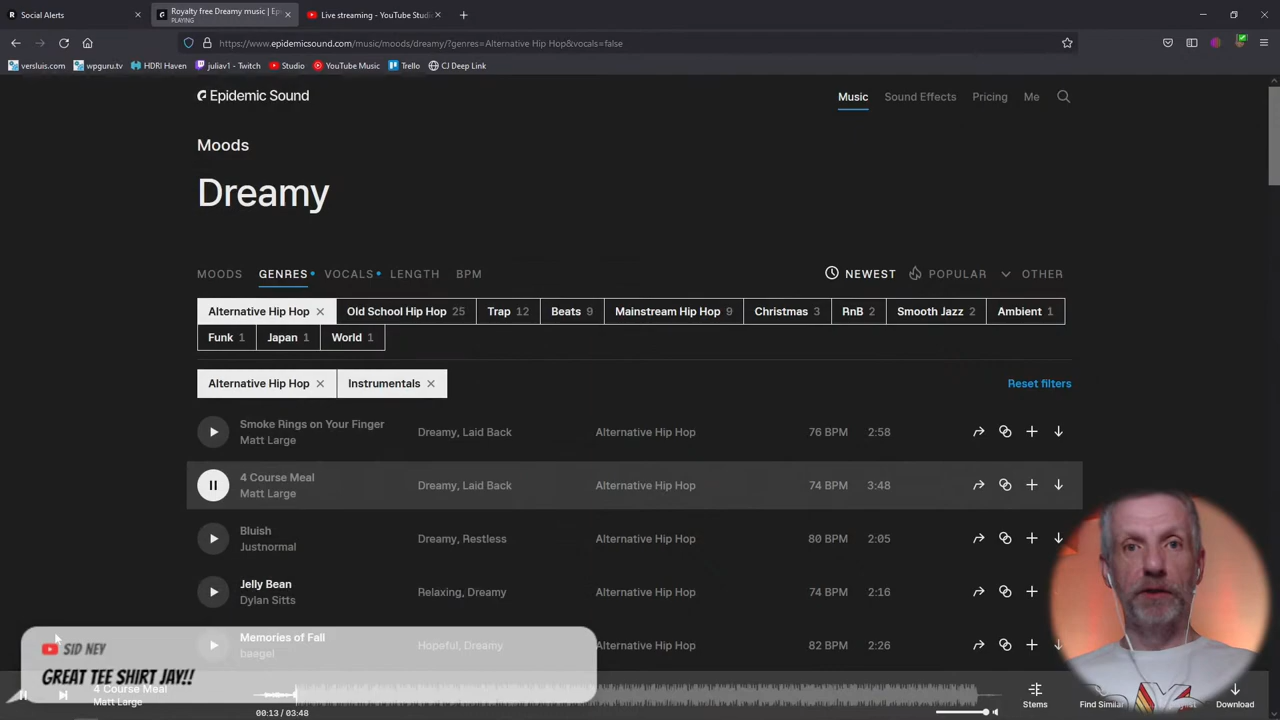 Social Alerts
Royalty free Dreamy music | Ep
PLAYING
Live streaming - YouTube Studi
https://www.epidemicsound.com/music/moods/dreamy/?genres=Alternative Hip Hop&vocals=false
versluis.com
wpguru.tv
HDRI Haven
juliav1 - Twitch
Studio
YouTube Music
Trello
CJ Deep Link
Epidemic Sound
Music
Sound Effects
Pricing
Me
Moods
Dreamy
MOODS
GENRES
VOCALS
LENGTH
BPM
NEWEST
POPULAR
OTHER
Alternative Hip Hop
Old School Hip Hop 25
Trap 12
Beats 9
Mainstream Hip Hop 9
Christmas 3
RnB 2
Smooth Jazz 2
Ambient 1
Funk 1
Japan 1
World 1
Alternative Hip Hop
Instrumentals
Reset filters
Smoke Rings on Your Finger
Matt Large
Dreamy, Laid Back
Alternative Hip Hop
76 BPM
2:58
4 Course Meal
Matt Large
Dreamy, Laid Back
Alternative Hip Hop
74 BPM
3:48
Bluish
Justnormal
Dreamy, Restless
Alternative Hip Hop
80 BPM
2:05
Jelly Bean
Dylan Sitts
Relaxing, Dreamy
Alternative Hip Hop
74 BPM
2:16
Memories of Fall
baegel
Hopeful, Dreamy
Alternative Hip Hop
82 BPM
2:26
SID NEY
GREAT TEE SHIRT JAY!!
4 Course Meal
Matt Large
00:13 / 03:48
Stems
Find Similar
Download